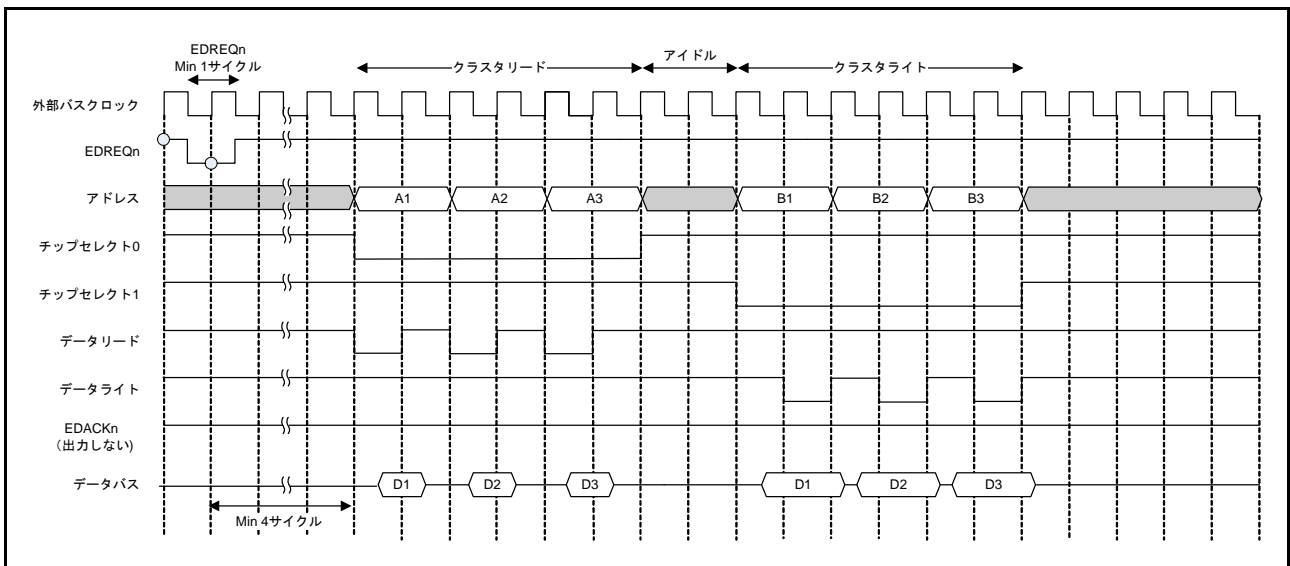 EDREQn
Min 1サイクル
クラスタリード
アイドル
クラスタライト
外部バスクロック
EDREQn
アドレス
A1
A2
A3
B1
B2
B3
チップセレクト0
チップセレクト1
データリード
データライト
EDACKn
（出力しない)
データバス
D1
D2
D3
D1
D2
D3
Min 4サイクル